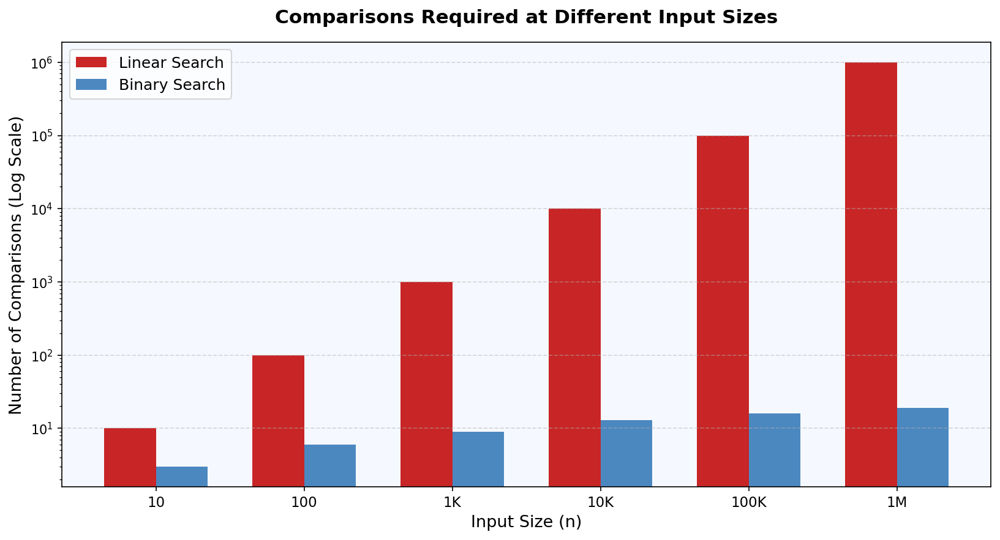 Comparisons Required at Different Input Sizes
Linear Search
Binary Search
Number of Comparisons (Log Scale)
10⁶
10⁵
10⁴
10³
10²
10¹
10 100 1K 10K 100K 1M
Input Size (n)